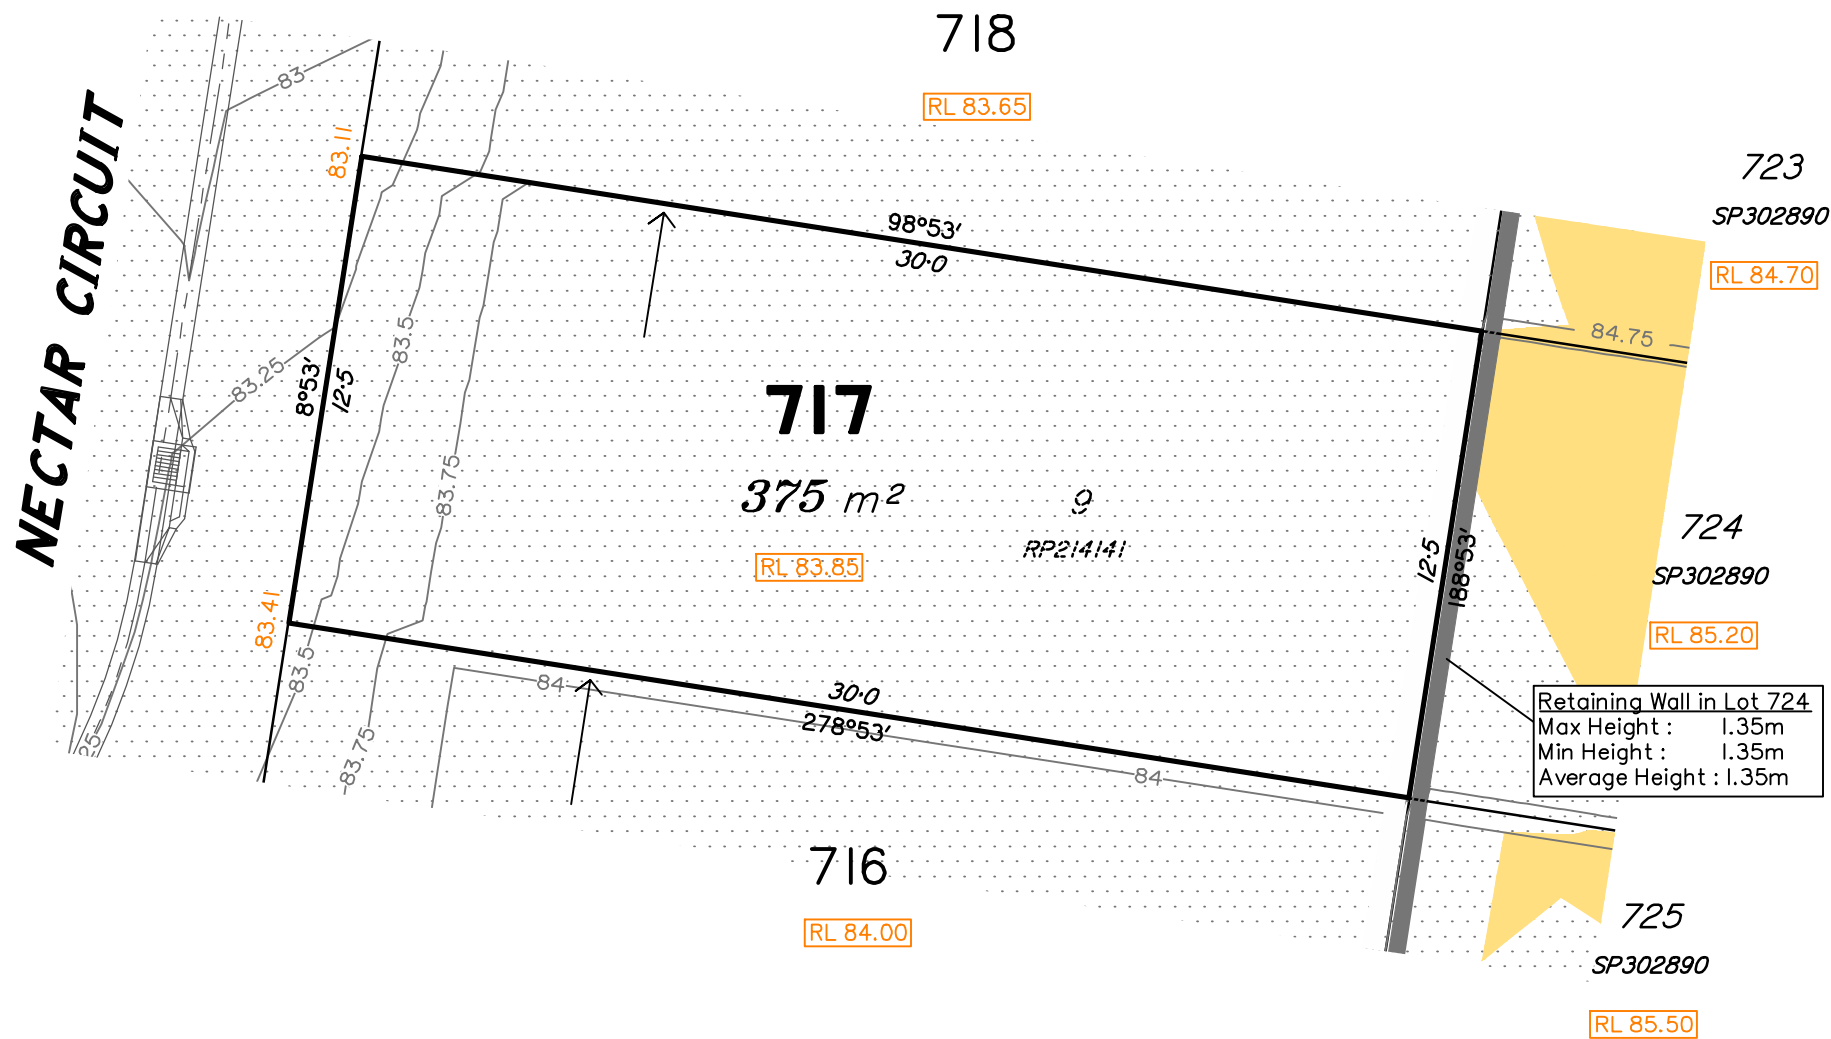 718
RL 83.65
83
NECTAR CIRCUIT
83.11
723
SP302890
RL 84.70
98°53'
30·0
84.75
83.5
83.25
8°53'
12·5
717
83.75
375 m²
9
RP214141
RL 83.85
12·5
188°53'
724
SP302890
RL 85.20
83.41
83.5
84
30·0
278°53'
Retaining Wall in Lot 724
Max Height : 1.35m
Min Height : 1.35m
Average Height : 1.35m
25
83.75
84
716
RL 84.00
725
SP302890
RL 85.50